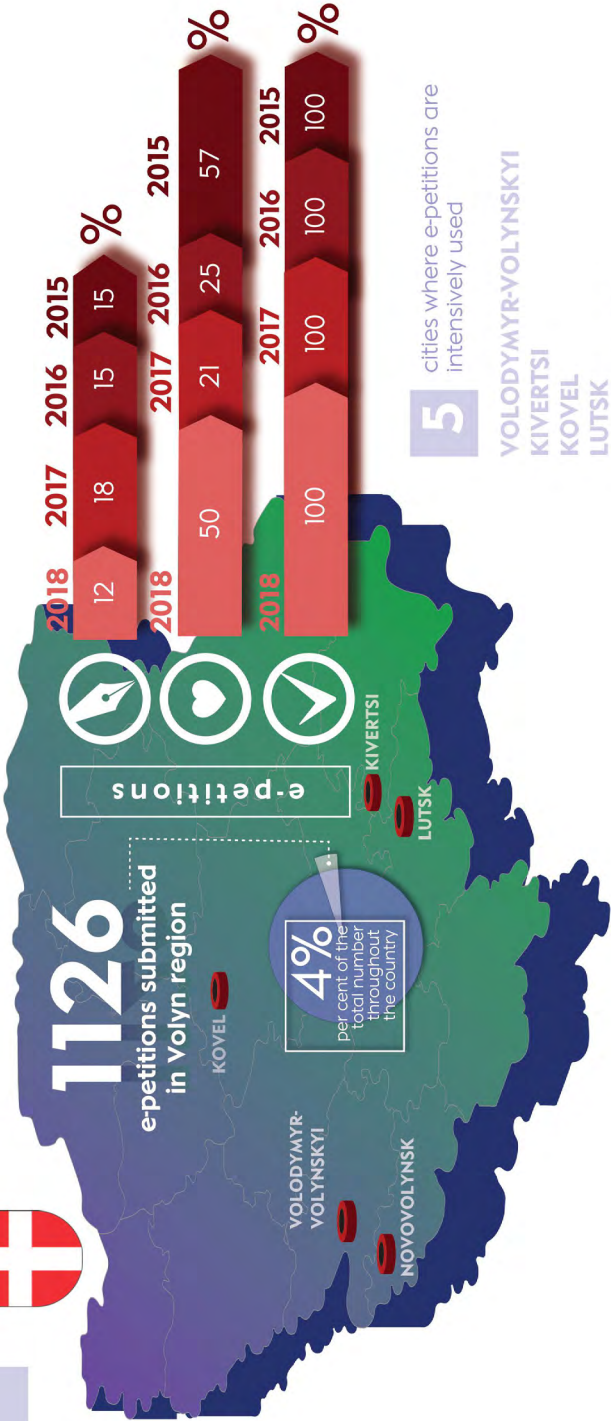 1126
e-petitions submitted
in Volyn region
4%
per cent of the
total number
throughout
the country
KOVEL
VOLODYMYR-
VOLYNSKYI
NOVOVOLYNSK
KIVERTSI
LUTSK
e-petitions
2018 2017 2016 2015
12 18 15 15 %
2018 2017 2016 2015
50 21 25 57 %
2018 2017 2016 2015
100 100 100 100 %
5
cities where e-petitions are
intensively used
VOLODYMYR-VOLYNSKYI
KIVERTSI
KOVEL
LUTSK